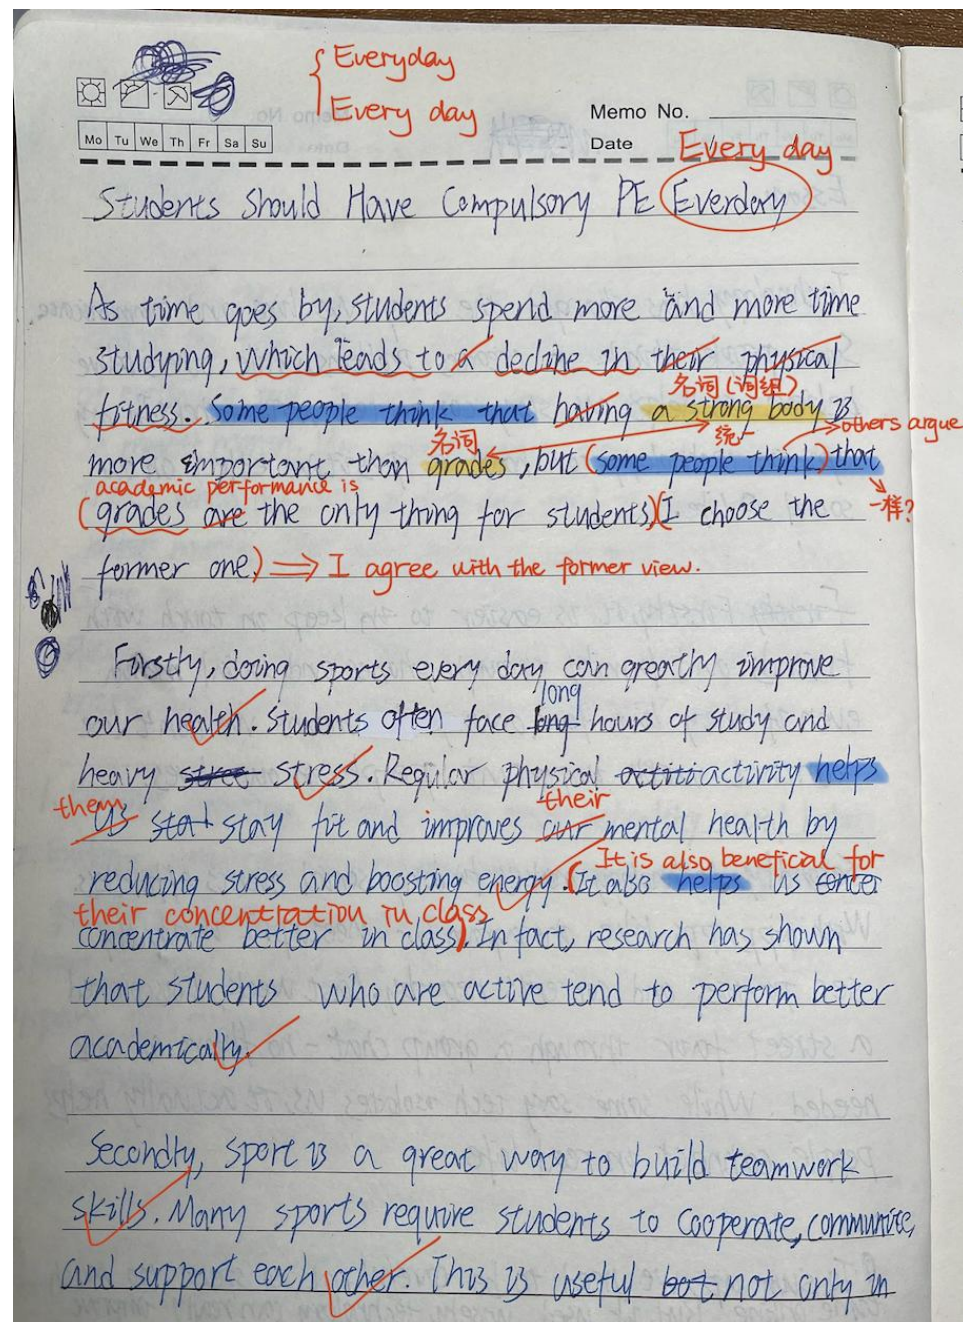 Everyday
Every day
Memo No.
Mo Tu We Th Fr Sa Su
Date
Every day
Students Should Have Compulsory PE Everday
As time goes by, students spend more and more time
studying, which leads to a decline in their physical
名词(词组)
fitness. Some people think that having a strong body is
others argue
名词
统一
more important than grades, but (some people think) that
academic performance is
一样?
(grades are the only thing for students) (I choose the
former one) ⇒ I agree with the former view.
Firstly, doing sports every day can greatly improve
long
our health. Students often face long hours of study and
heavy stree stress. Regular physical activity helps
them
their
us stat stay fit and improves our mental health by
It is also beneficial for
reducing stress and boosting energy. (It also helps us
their concentration in class
concentrate better in class). In fact, research has shown
that students who are active tend to perform better
academically.
Secondly, sport is a great way to build teamwork
skills. Many sports require students to cooperate, communite,
and support each other. This is useful bot not only in